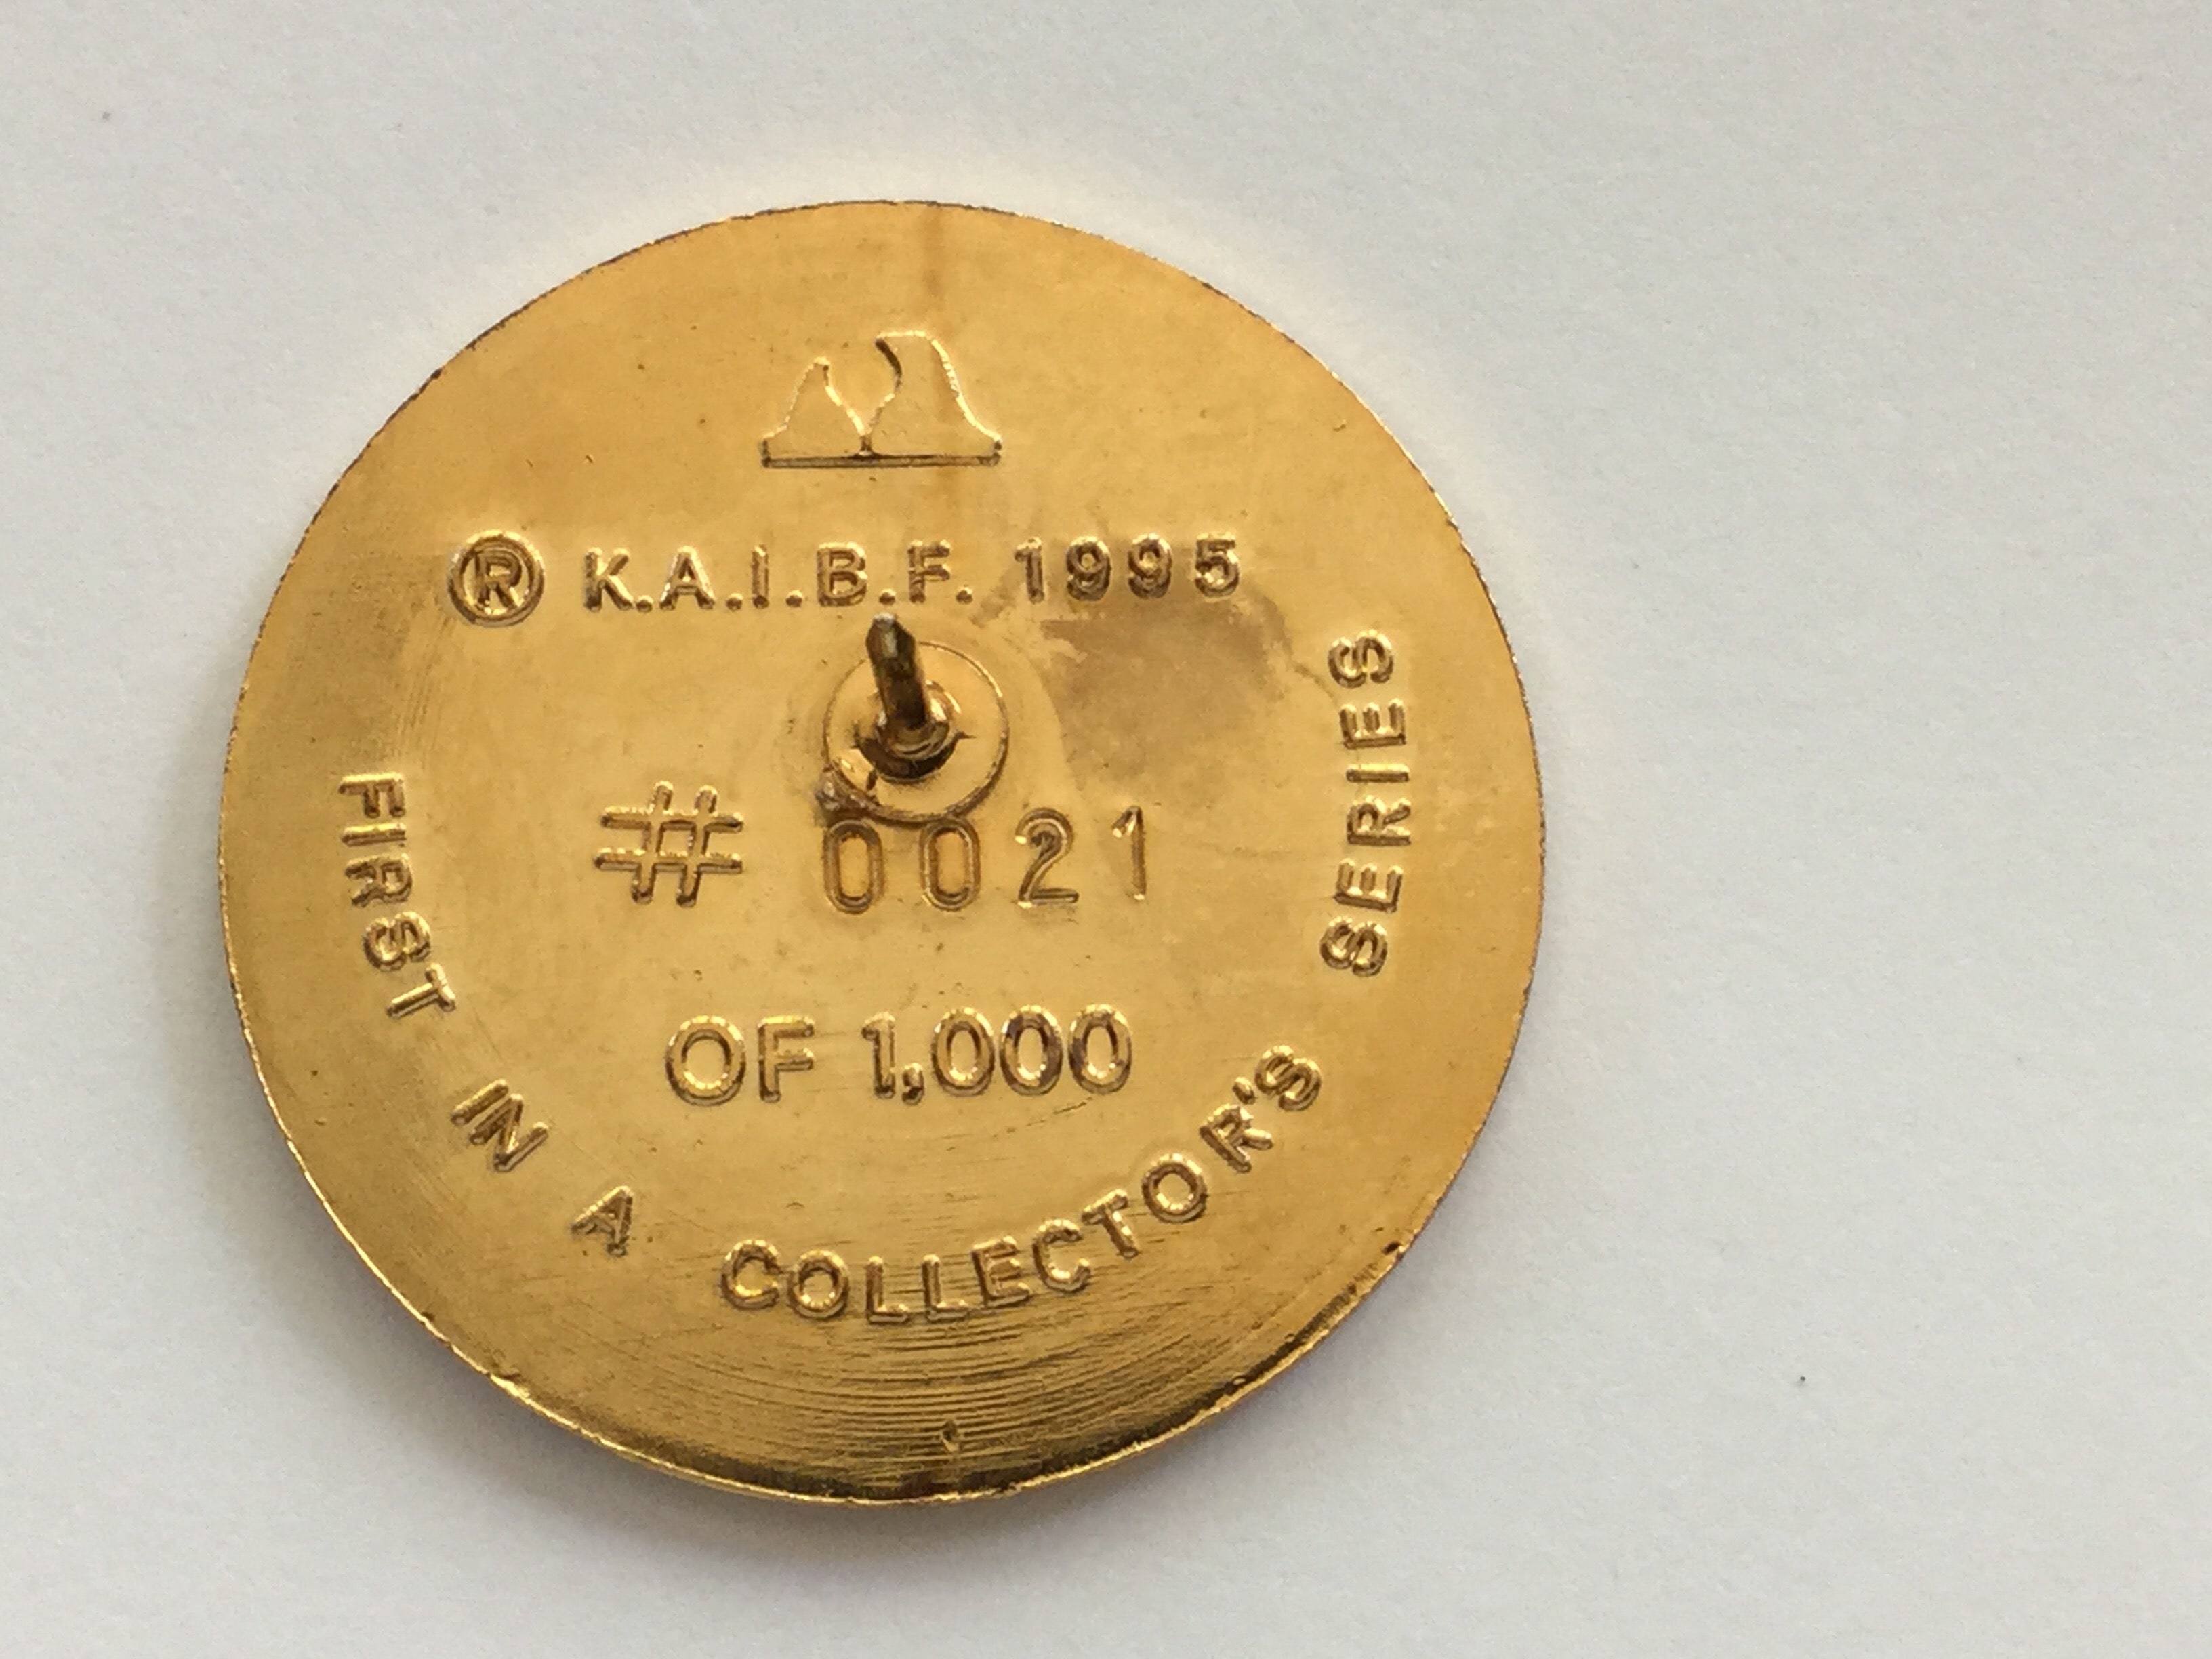 ® K.A.I.B.F. 1995
# 0021
OF 1,000
FIRST IN A COLLECTOR'S SERIES